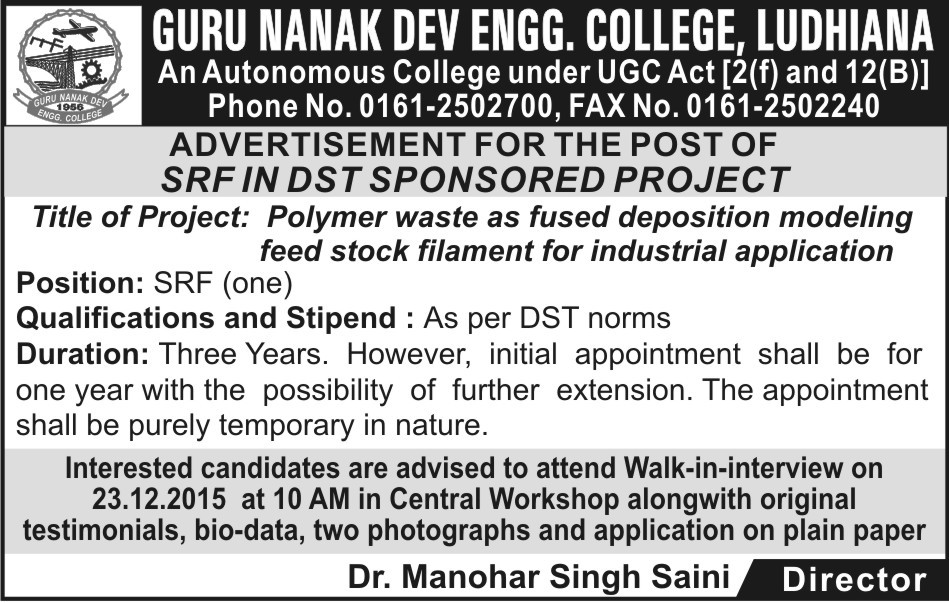 GURU NANAK DEV ENGG. COLLEGE, LUDHIANA
An Autonomous College under UGC Act [2(f) and 12(B)]
Phone No. 0161-2502700, FAX No. 0161-2502240
GURU NANAK DEV
1956
ENGG. COLLEGE
ADVERTISEMENT FOR THE POST OF
SRF IN DST SPONSORED PROJECT
Title of Project: Polymer waste as fused deposition modeling
feed stock filament for industrial application
Position: SRF (one)
Qualifications and Stipend : As per DST norms
Duration: Three Years. However, initial appointment shall be for
one year with the possibility of further extension. The appointment
shall be purely temporary in nature.
Interested candidates are advised to attend Walk-in-interview on
23.12.2015 at 10 AM in Central Workshop alongwith original
testimonials, bio-data, two photographs and application on plain paper
Dr. Manohar Singh Saini Director